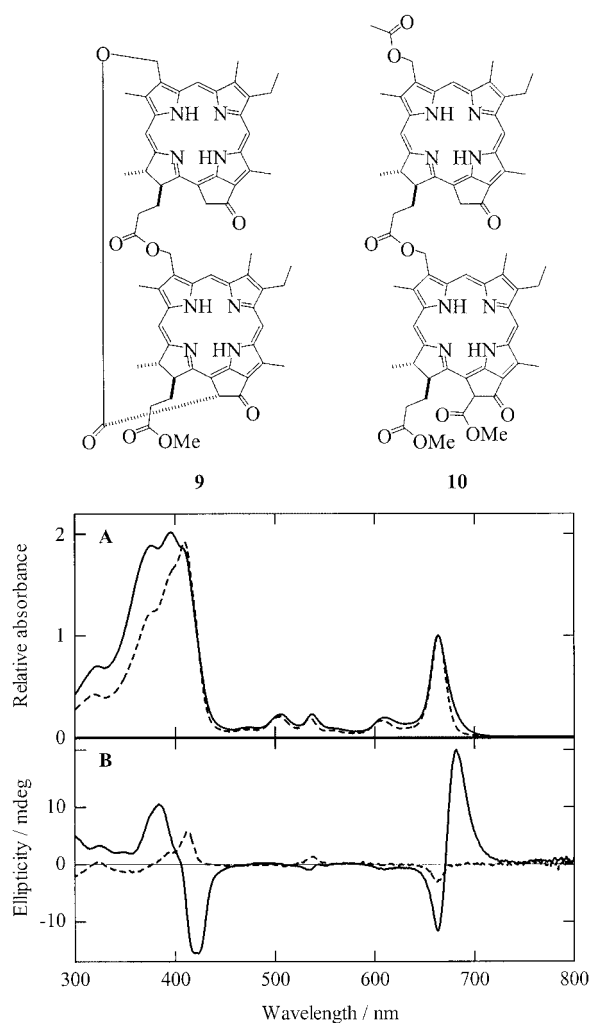 O
O
O
O
NH
N
NH
N
N
HN
N
HN
O
O
O
O
O
O
NH
N
NH
N
N
HN
N
HN
O
O
O
O
O
O
OMe
O
OMe
OMe
9
10
A
Relative absorbance
2
1
0
B
Ellipticity / mdeg
10
0
-10
300
400
500
600
700
800
Wavelength / nm